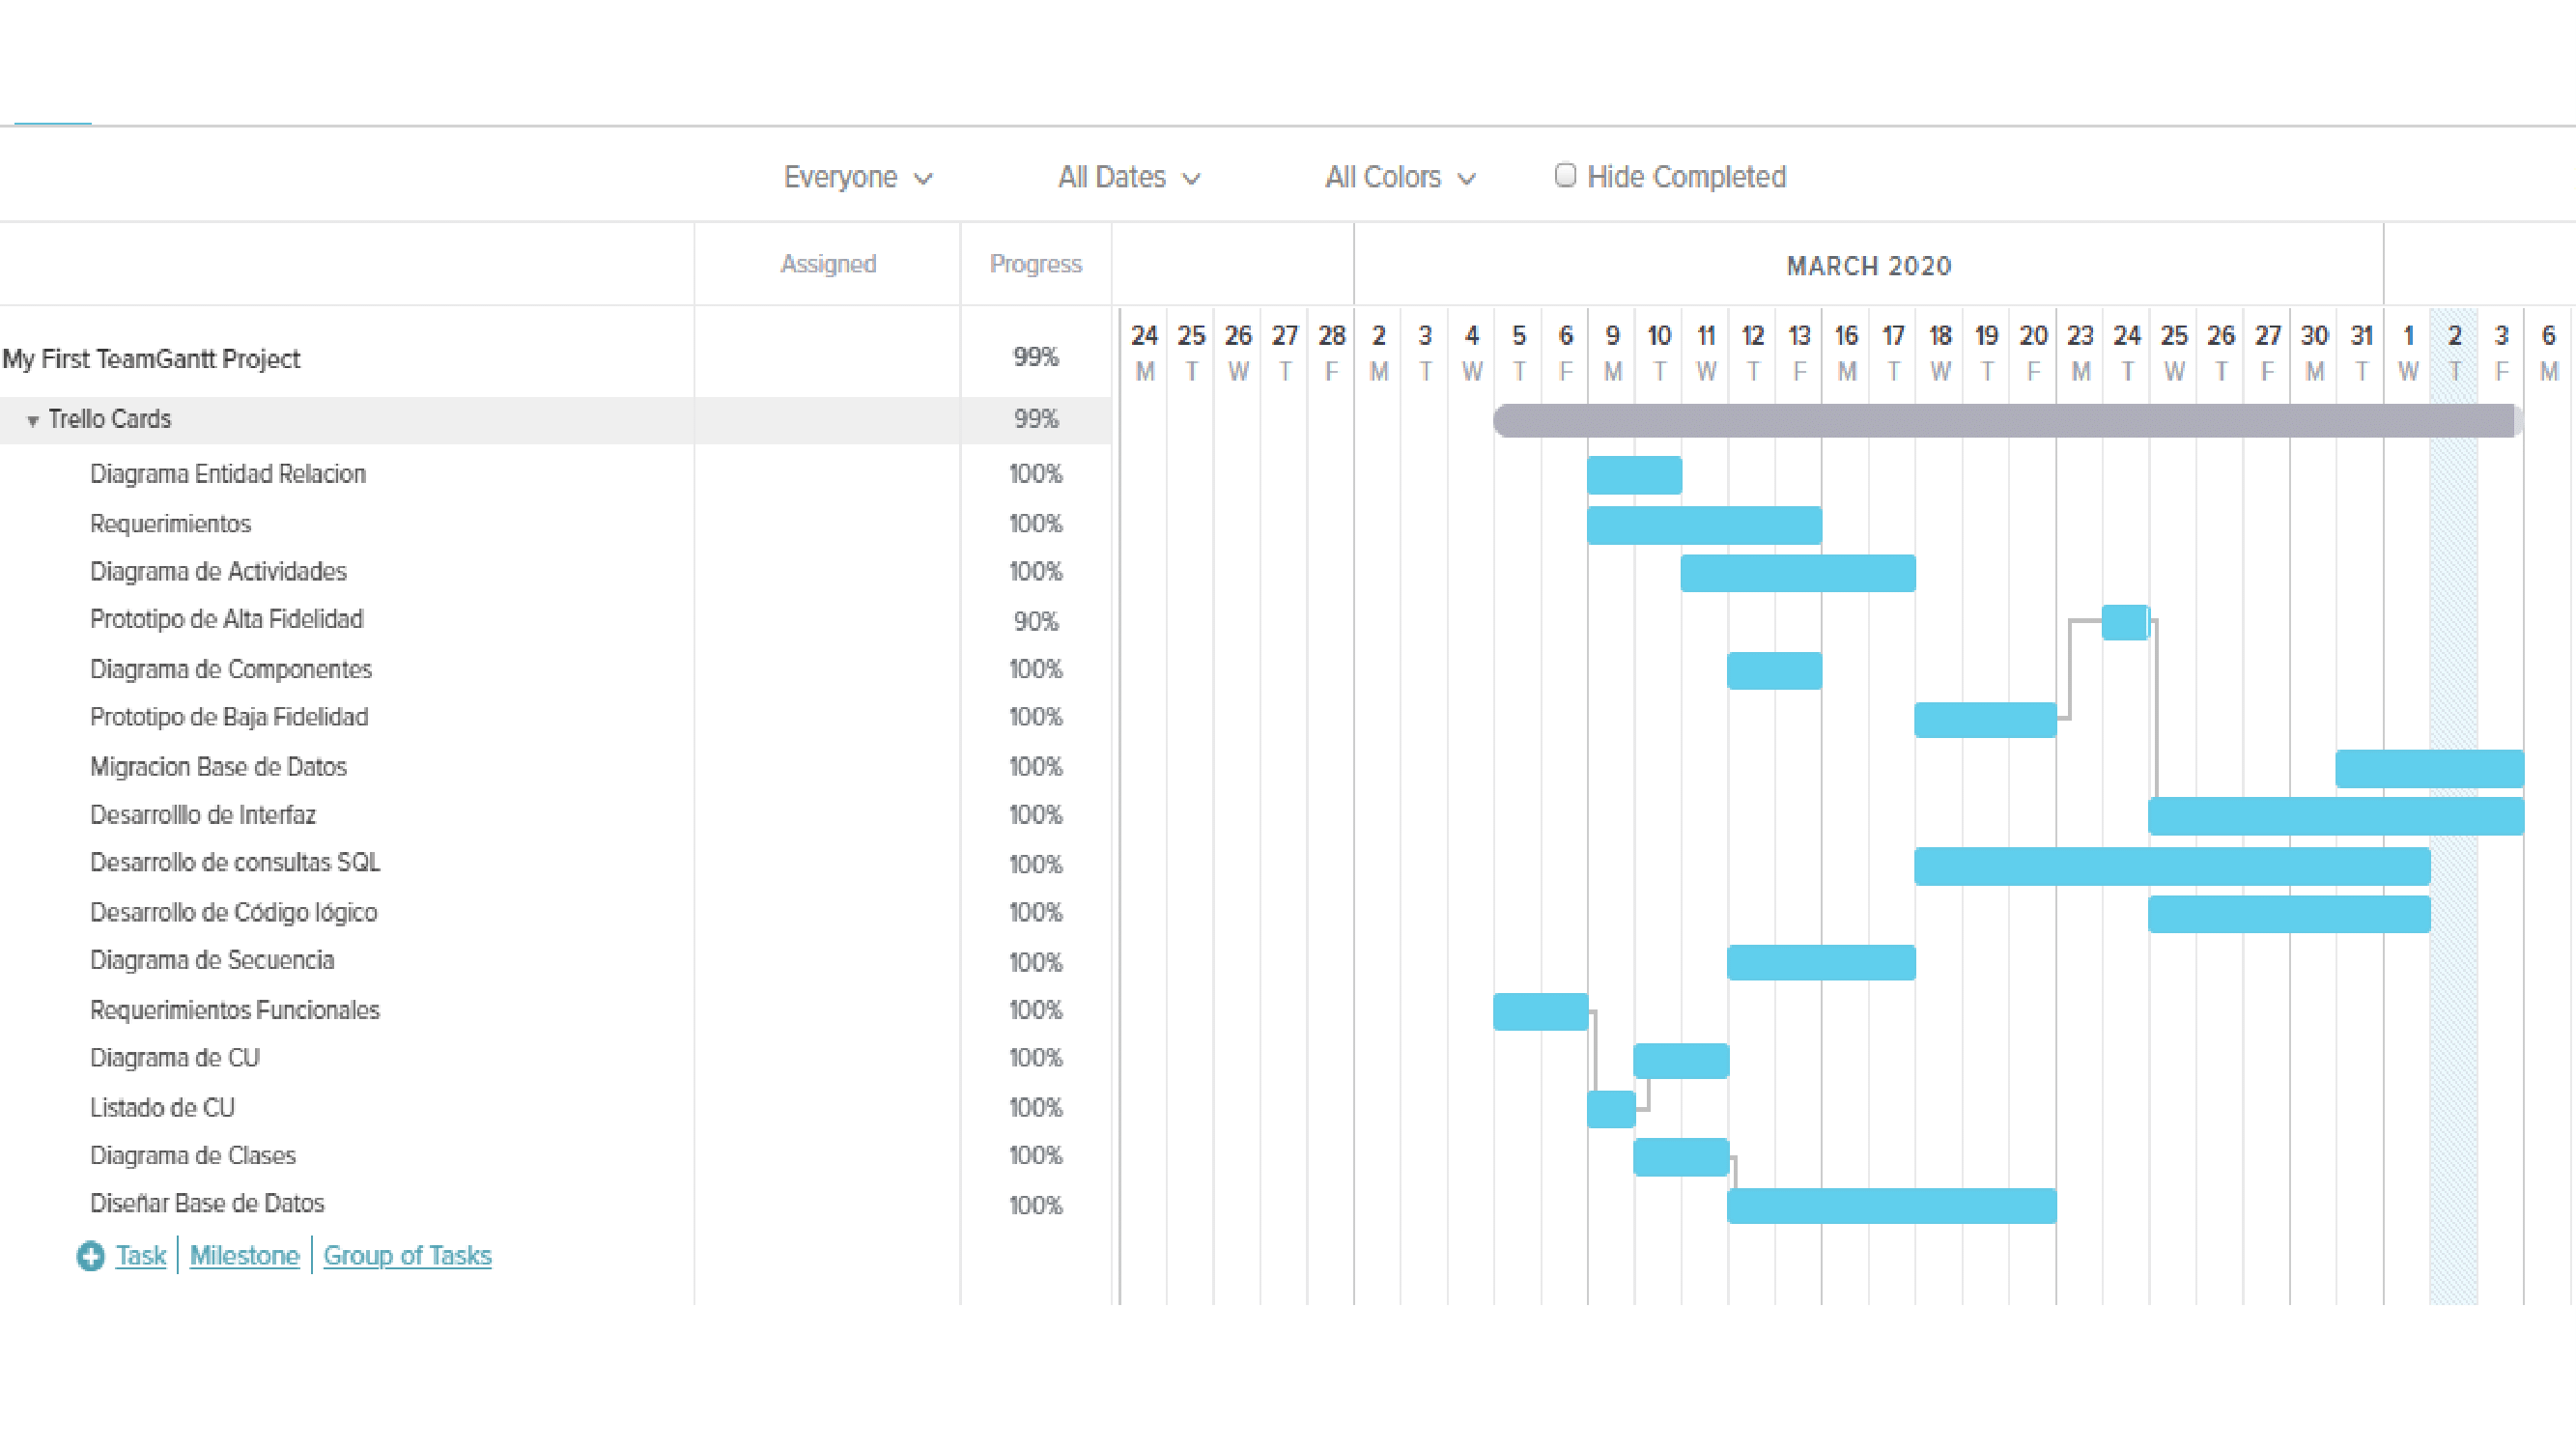 Everyone All Dates All Colors Hide Completed
Assigned Progress MARCH 2020
24 25 26 27 28 2 3 4 5 6 9 10 11 12 13 16 17 18 19 20 23 24 25 26 27 30 31 1 2 3 6
My First TeamGantt Project 99%
M T W T F M T W T F M T W T F M T W T F M T W T F M T W T F M
Trello Cards 99%
Diagrama Entidad Relacion 100%
Requerimientos 100%
Diagrama de Actividades 100%
Prototipo de Alta Fidelidad 90%
Diagrama de Componentes 100%
Prototipo de Baja Fidelidad 100%
Migracion Base de Datos 100%
Desarrolllo de Interfaz 100%
Desarrollo de consultas SQL 100%
Desarrollo de Código lógico 100%
Diagrama de Secuencia 100%
Requerimientos Funcionales 100%
Diagrama de CU 100%
Listado de CU 100%
Diagrama de Clases 100%
Diseñar Base de Datos 100%
Task Milestone Group of Tasks